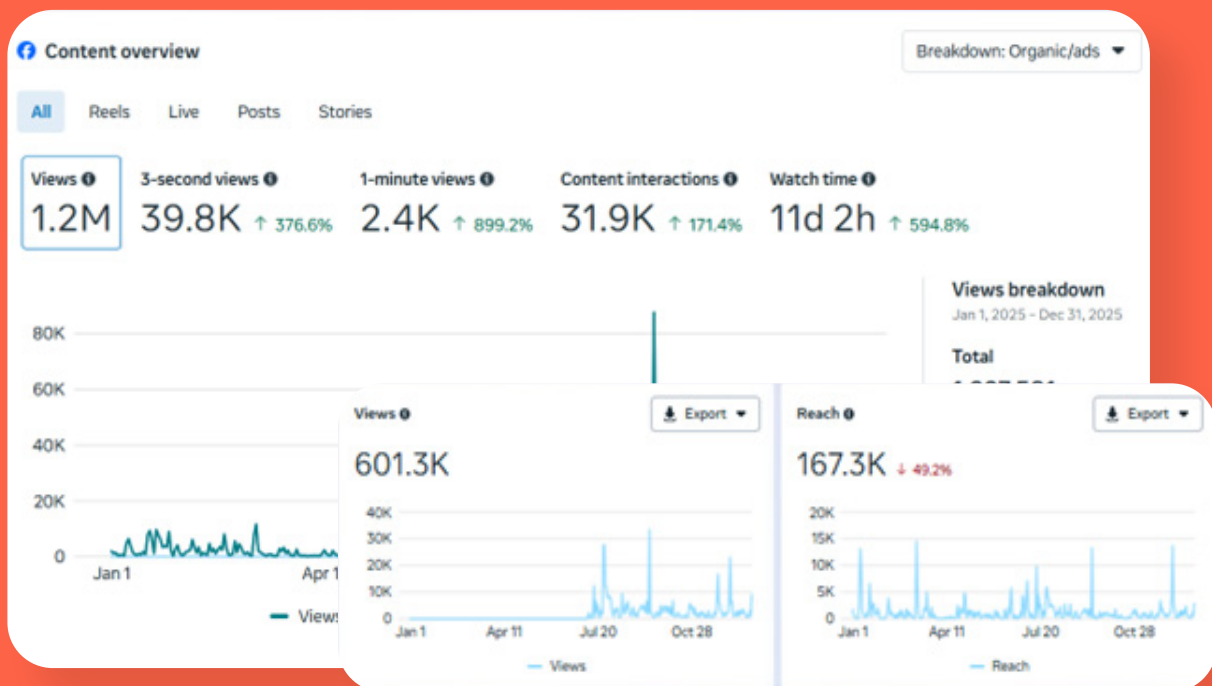 Content overview
Breakdown: Organic/ads
All Reels Live Posts Stories
Views 3-second views 1-minute views Content interactions Watch time
1.2M 39.8K ↑ 376.6% 2.4K ↑ 899.2% 31.9K ↑ 171.4% 11d 2h ↑ 594.8%
Views breakdown
Jan 1, 2025 - Dec 31, 2025
Total
80K
60K
40K
20K
0
Jan 1 Apr 1
Views
Views Export
601.3K
40K
30K
20K
10K
0
Jan 1 Apr 11 Jul 20 Oct 28
Views
Reach Export
167.3K ↓ 49.2%
20K
15K
10K
5K
0
Jan 1 Apr 11 Jul 20 Oct 28
Reach